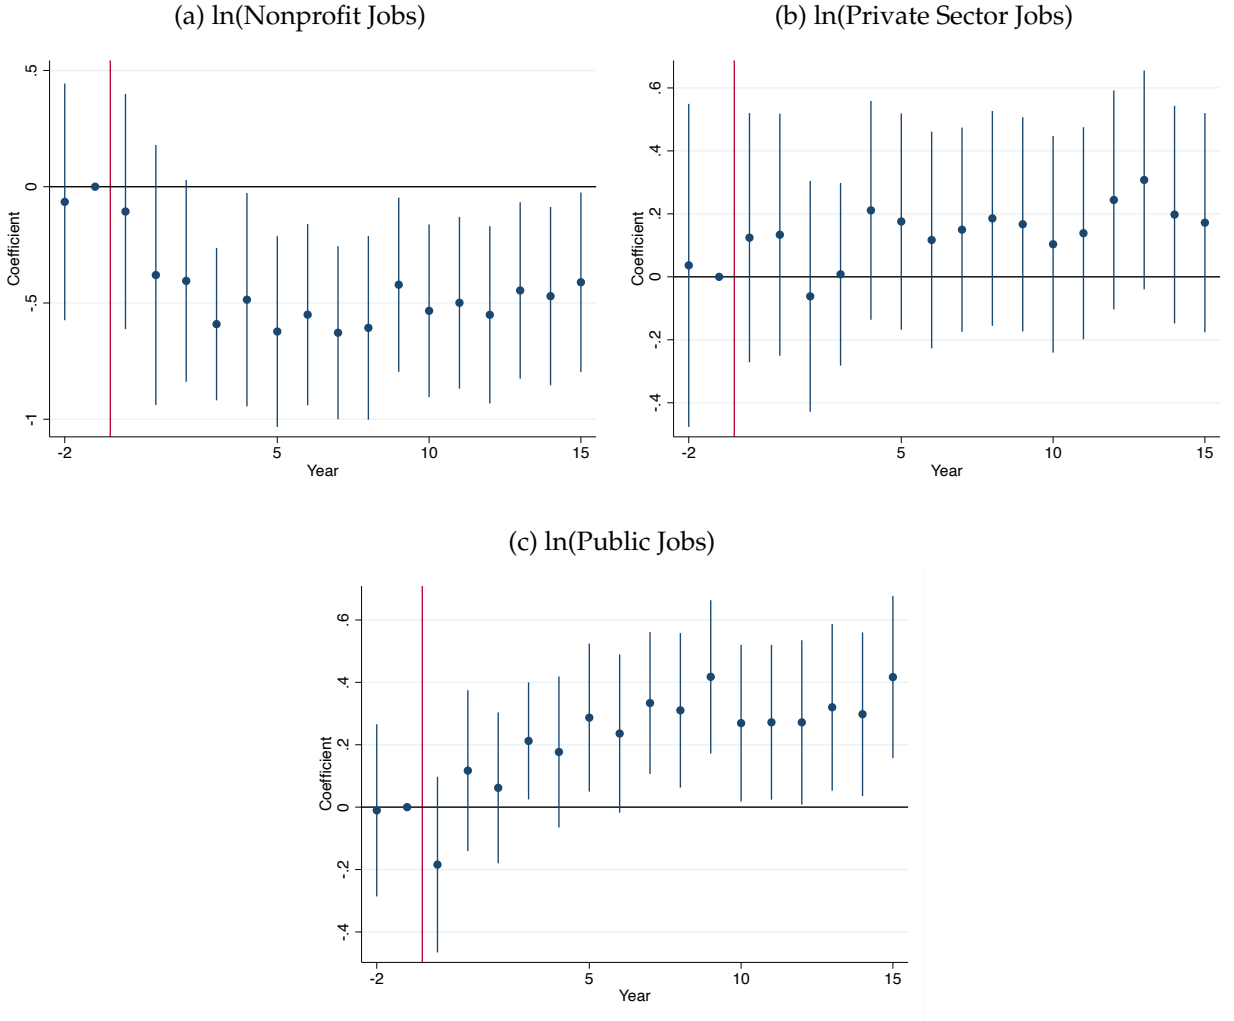 (a) ln(Nonprofit Jobs)
.5
0
-.5
-1
Coefficient
-2 5 10 15
Year
(b) ln(Private Sector Jobs)
.6
.4
.2
0
-.2
-.4
Coefficient
-2 5 10 15
Year
(c) ln(Public Jobs)
.6
.4
.2
0
-.2
-.4
Coefficient
-2 5 10 15
Year